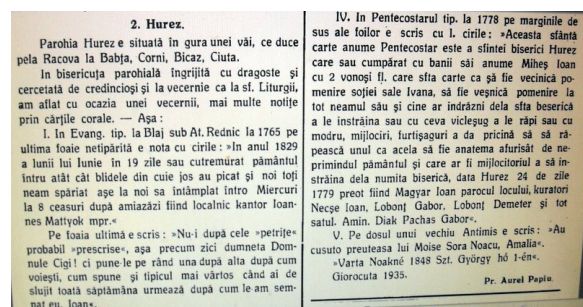 2. Hurez.
Parohia Hurez e situată în gura unei văi, ce duce
pela Racova la Babța, Corni, Bicaz, Ciuta.
In bisericuța parohială îngrijită cu dragoste și
cercetată de credincioși și la vecernie ca la sf. Liturgii,
am aflat cu ocazia unei vecernii, mai multe notițe
prin cărțile corale. — Așa :
I. In Evang. tip. la Blaj sub At. Rednic la 1765 pe
ultima foaie netipărită e nota cu cirile : »In anul 1829
a lunii lui Iunie în 19 zile sau cutremurat pământul
întru atât cât blidele din cuie jos au picat și noi toți
neam spăriat așe la noi sa întâmplat întro Miercuri
la 8 ceasuri după amiazăzi fiind localnic kantor Ioan-
nes Mattyok mpr.«
Pe foaia ultimă e scris : »Nu-i după cele »petrițe«
probabil »prescrise«, așa precum zici dumneta Dom-
nule Cigi ! ci pune-le pe rând una după alta după cum
voiești, cum spune și tipicul mai vârtos când ai de
slujit toată săptămâna urmează după cum le-am sem-
nat eu, Ioan«.
IV. In Pentecostarul tip. la 1778 pe marginile de
sus ale foilor e scris cu l. cirile : »Aceasta sfântă
carte anume Pentecostar este a sfintei biserici Hurez
care sau cumpărat cu banii săi anume Miheș Ioan
cu 2 vonoși fl. care sfta carte ca să fie vecinică po-
menire soției sale Ivana, să fie veșnică pomenire la
tot neamul său și cine ar indrăzni dela sfta beserică
a le înstrăina sau cu ceva vicleșug a le răpi sau cu
modru, mijlociri, furtișaguri a da pricină să să ră-
pească unul ca acela să fie anatema afurisât de ne-
primindul pământul și care ar fi mijlocitorul a să în-
străina dela numita biserică, data Hurez 24 de zile
1779 preot fiind Magyar Ioan parocul locului, kuratori
Necșe Ioan, Lobonț Gabor, Lobonț Demeter și tot
satul. Amin. Diak Pachas Gabor«.
V. Pe dosul unui vechiu Antimis e scris : »Au
cusuto preuteasa lui Moise Sora Noacu, Amalia«.
»Varta Noakné 1848 Szt. György hó 1-én«.
Giorocuta 1935.
Pr. Aurel Papiu.